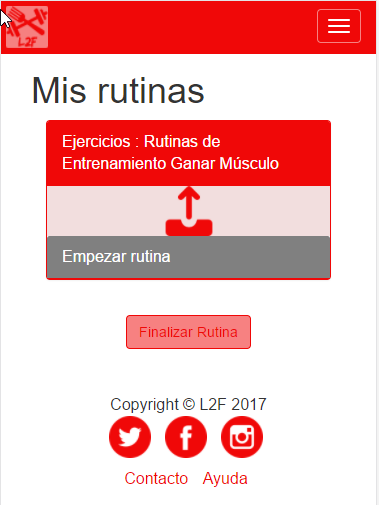 L2F
Mis rutinas
Ejercicios : Rutinas de
Entrenamiento Ganar Músculo
Empezar rutina
Finalizar Rutina
Copyright © L2F 2017
Contacto Ayuda